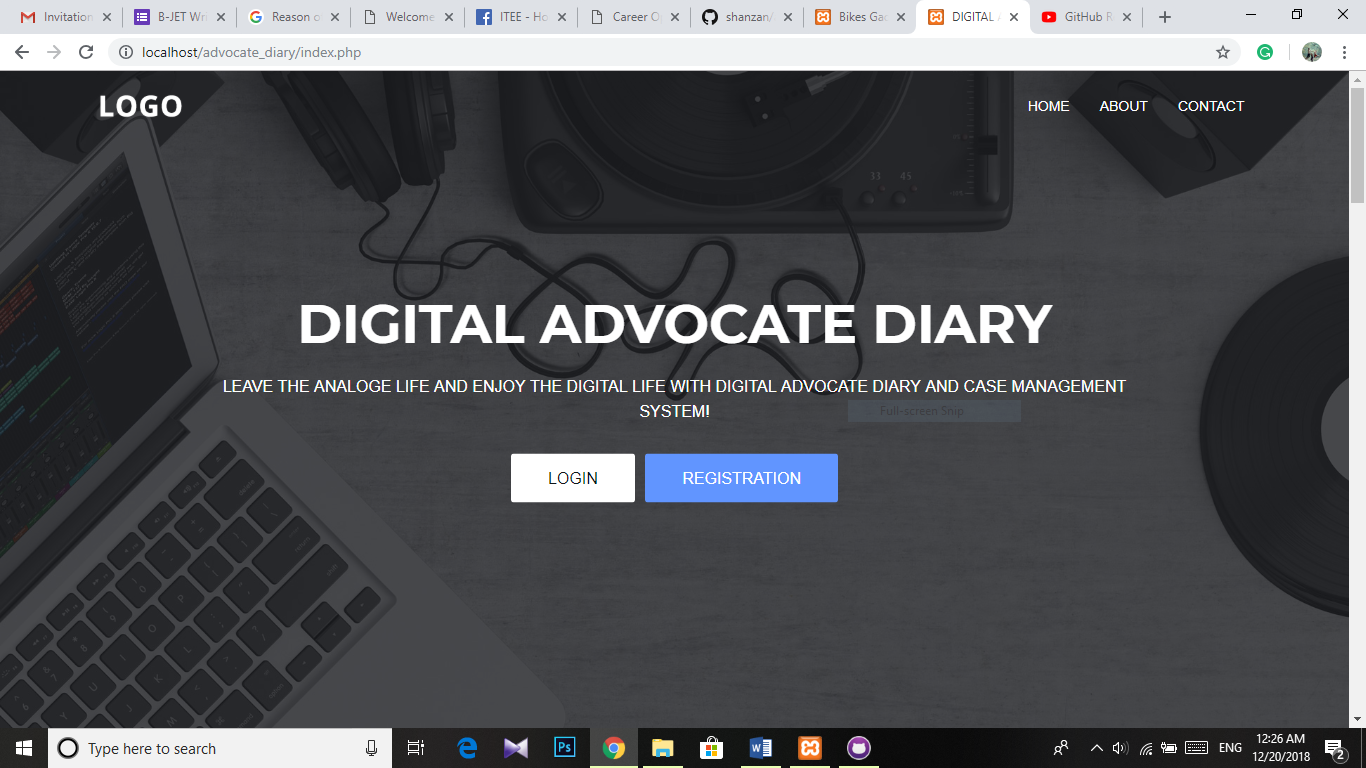 Invitation
B-JET Wri
Reason o
Welcome
ITEE - Ho
Career O
shanzan/
Bikes Gac
DIGITAL
GitHub R
localhost/advocate_diary/index.php
LOGO
HOME
ABOUT
CONTACT
33 45
DIGITAL ADVOCATE DIARY
LEAVE THE ANALOGE LIFE AND ENJOY THE DIGITAL LIFE WITH DIGITAL ADVOCATE DIARY AND CASE MANAGEMENT
SYSTEM!
Full-screen Snip
LOGIN
REGISTRATION
Type here to search
Ps
ENG
12:26 AM
12/20/2018
2